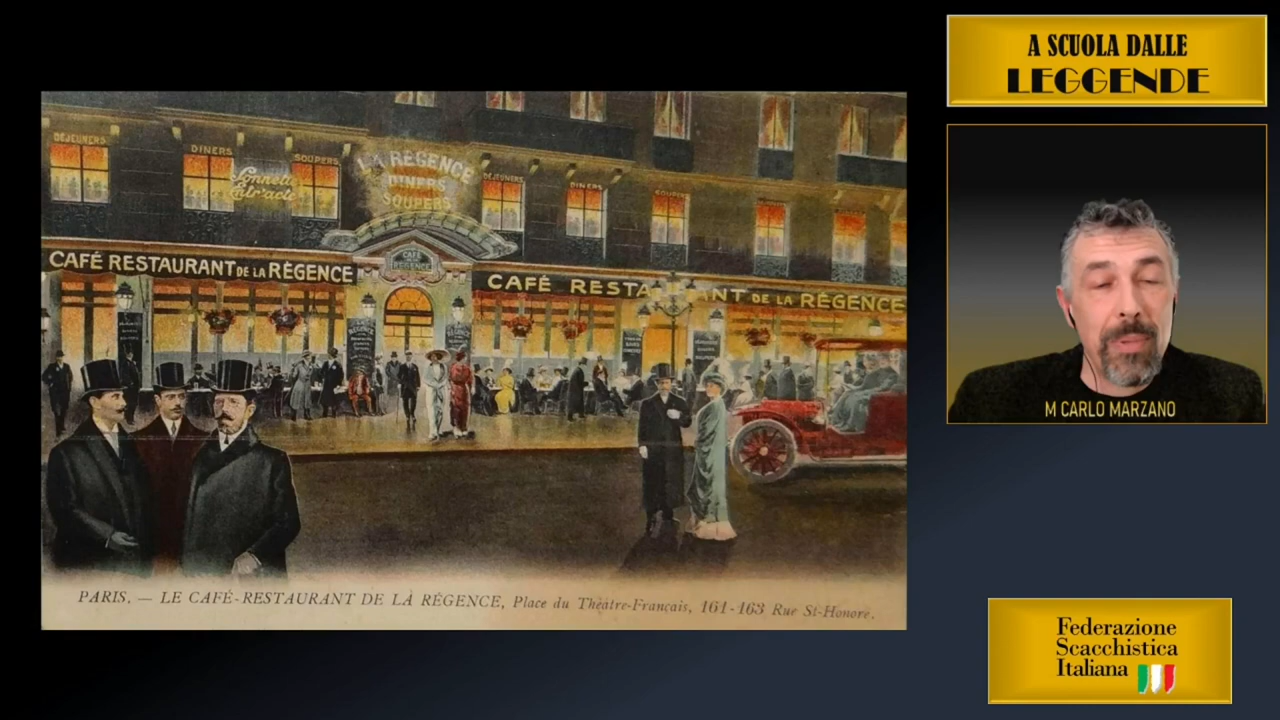 A SCUOLA DALLE
LEGGENDE
DEJEUNERS
DINERS
SOUPERS
LA RÉGENCE
DINERS
SOUPERS
DEJEUNERS
DINERS
SOUPERS
CAFÉ RESTAURANT DE LA RÉGENCE
CAFÉ
RÉGENCE
CAFÉ RESTAURANT DE LA RÉGENCE
M CARLO MARZANO
PARIS. — LE CAFÉ-RESTAURANT DE LA RÉGENCE, Place du Théâtre-Français, 161-163 Rue St-Honoré.
Federazione
Scacchistica
Italiana